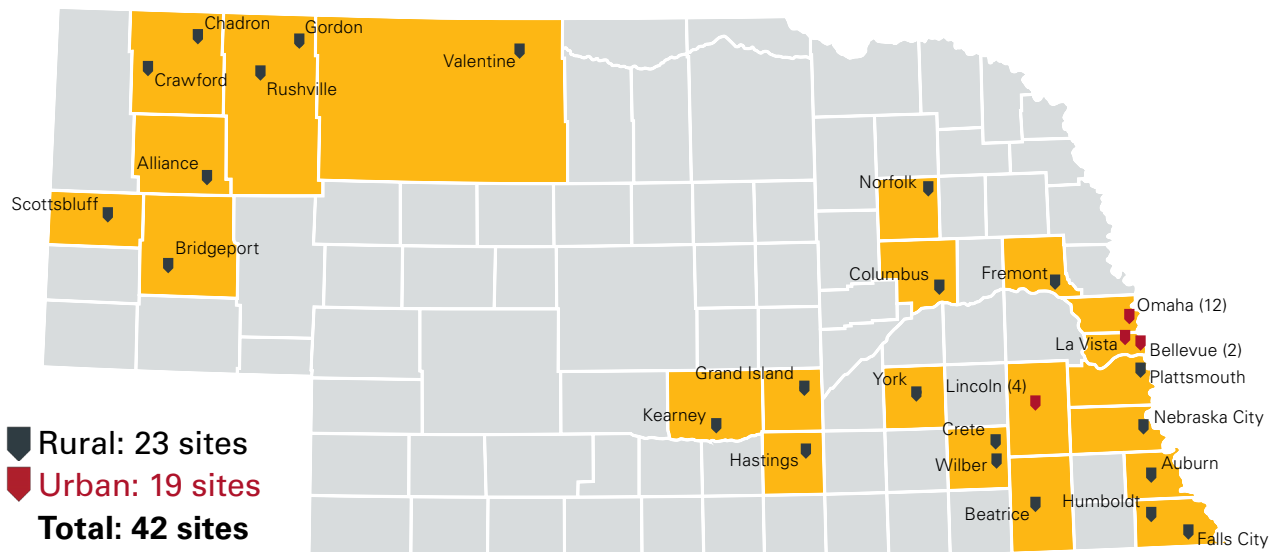 Chadron
Gordon
Valentine
Crawford
Rushville
Alliance
Scottsbluff
Bridgeport
Norfolk
Columbus
Fremont
Omaha (12)
La Vista
Bellevue (2)
Plattsmouth
Grand Island
York
Lincoln (4)
Kearney
Nebraska City
Crete
Hastings
Wilber
Auburn
Beatrice
Humboldt
Falls City
Rural: 23 sites
Urban: 19 sites
Total: 42 sites